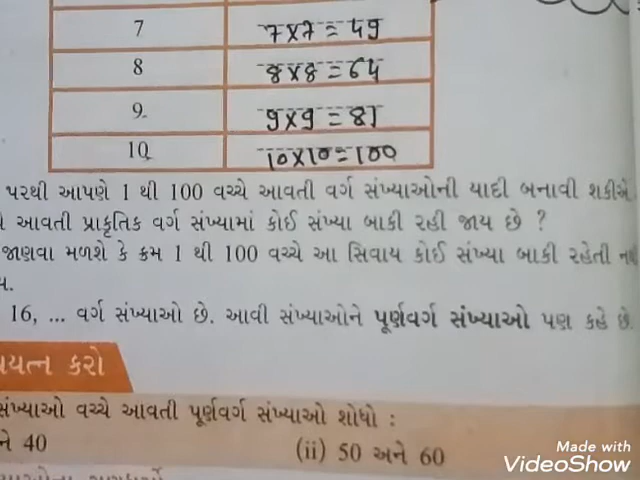 7 7x7=49
8 8x8=64
9 9x9=81
10 10x10=100
પરથી આપણે 1 થી 100 વચ્ચે આવતી વર્ગ સંખ્યાઓની યાદી બનાવી શકીએ
આવતી પ્રાકૃતિક વર્ગ સંખ્યામાં કોઈ સંખ્યા બાકી રહી જાય છે ?
જાણવા મળશે કે ક્રમ 1 થી 100 વચ્ચે આ સિવાય કોઈ સંખ્યા બાકી રહેતી
16, ... વર્ગ સંખ્યાઓ છે. આવી સંખ્યાઓને પૂર્ણવર્ગ સંખ્યાઓ પણ કહે છે.
કરો
સંખ્યાઓ વચ્ચે આવતી પૂર્ણવર્ગ સંખ્યાઓ શોધો :
40 (ii) 50 અને 60
Made with
VideoShow